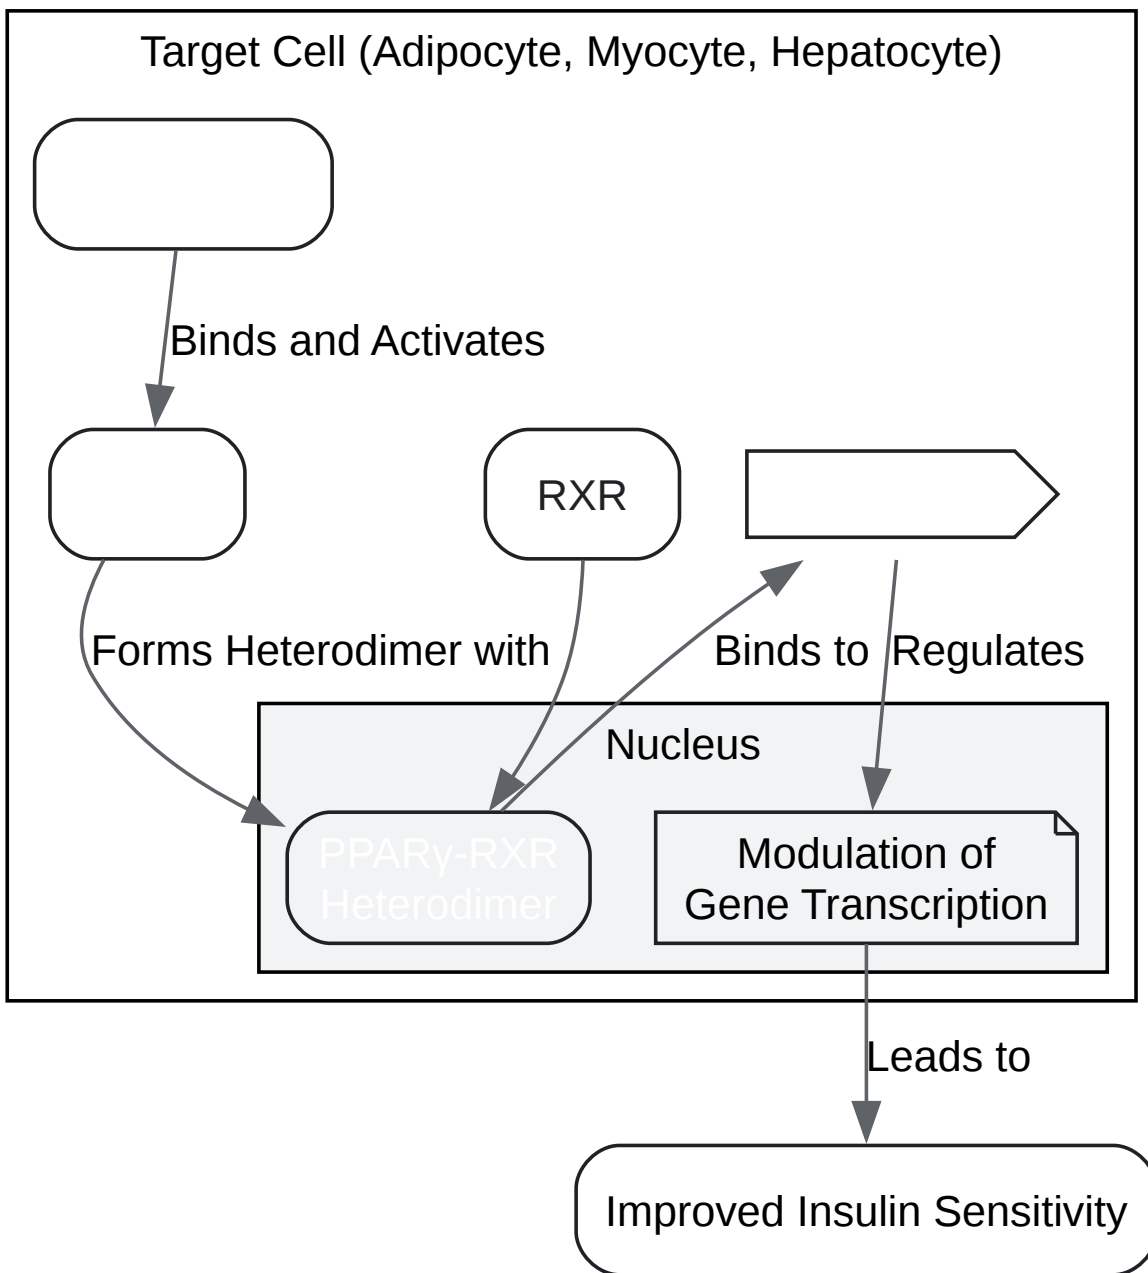 Target Cell (Adipocyte, Myocyte, Hepatocyte)
Binds and Activates
RXR
Forms Heterodimer with
Binds to
Regulates
Nucleus
PPARγ-RXR
Heterodimer
Modulation of
Gene Transcription
Leads to
Improved Insulin Sensitivity